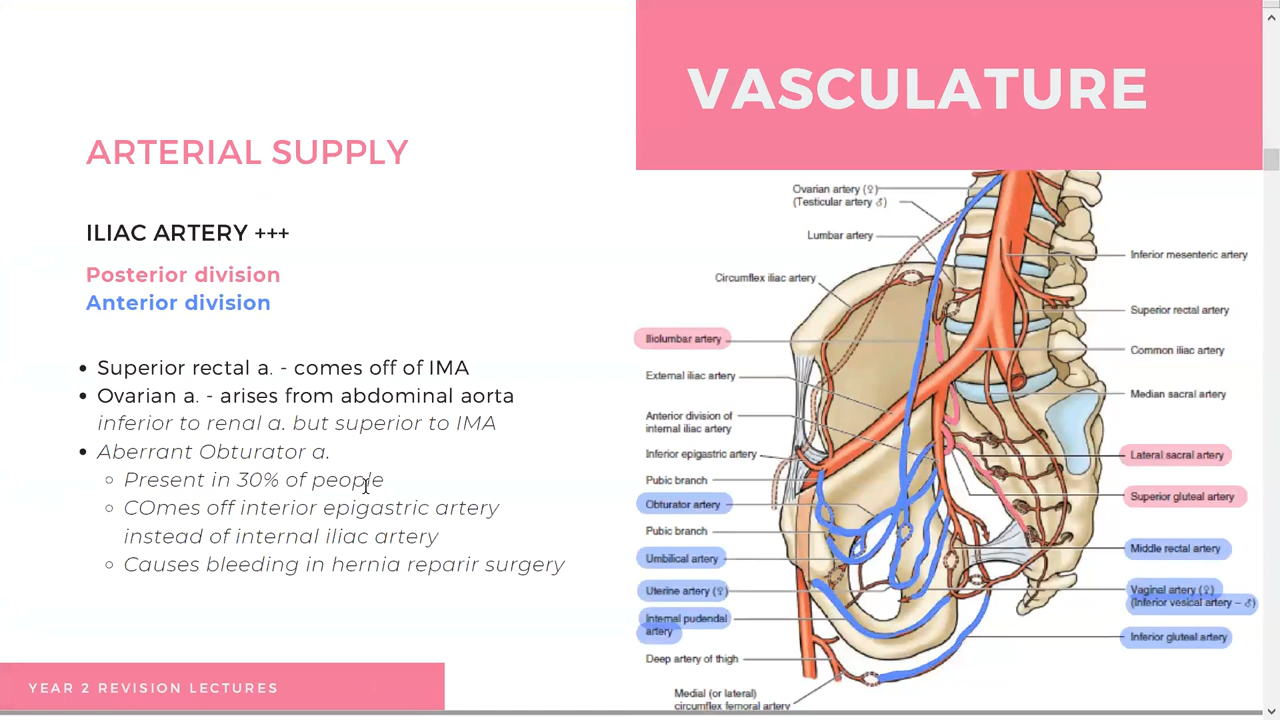 VASCULATURE
ARTERIAL SUPPLY
ILIAC ARTERY +++
Posterior division
Anterior division
• Superior rectal a. - comes off of IMA
• Ovarian a. - arises from abdominal aorta
inferior to renal a. but superior to IMA
• Aberrant Obturator a.
◦ Present in 30% of people
◦ COmes off interior epigastric artery
instead of internal iliac artery
◦ Causes bleeding in hernia reparir surgery
YEAR 2 REVISION LECTURES
Ovarian artery (♀)
(Testicular artery ♂)
Lumbar artery
Circumflex iliac artery
Iliolumbar artery
External iliac artery
Anterior division of
internal iliac artery
Inferior epigastric artery
Pubic branch
Obturator artery
Pubic branch
Umbilical artery
Uterine artery (♀)
Internal pudendal
artery
Deep artery of thigh
Medial (or lateral)
circumflex femoral artery
Inferior mesenteric artery
Superior rectal artery
Common iliac artery
Median sacral artery
Lateral sacral artery
Superior gluteal artery
Middle rectal artery
Vaginal artery (♀)
(Inferior vesical artery – ♂)
Inferior gluteal artery